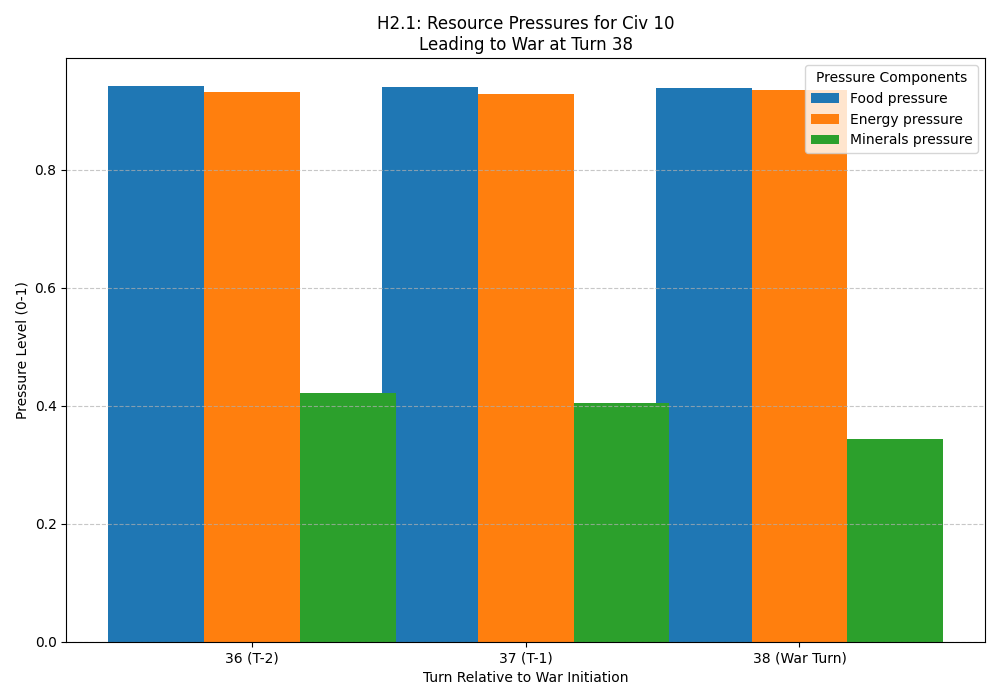 H2.1: Resource Pressures for Civ 10
Leading to War at Turn 38
Pressure Components
Food pressure
Energy pressure
Minerals pressure
Pressure Level (0-1)
0.8
0.6
0.4
0.2
0.0
36 (T-2)
37 (T-1)
38 (War Turn)
Turn Relative to War Initiation